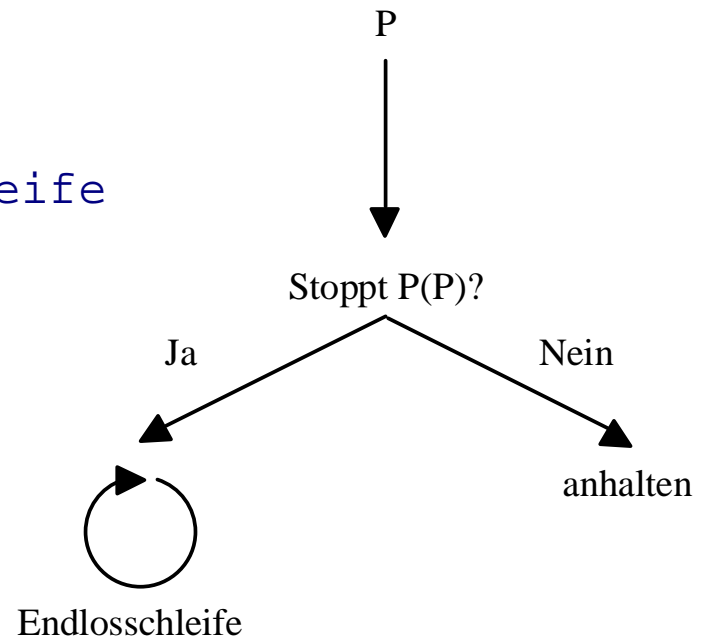 P
eife
Stoppt P(P)?
Ja
Nein
anhalten
Endlosschleife